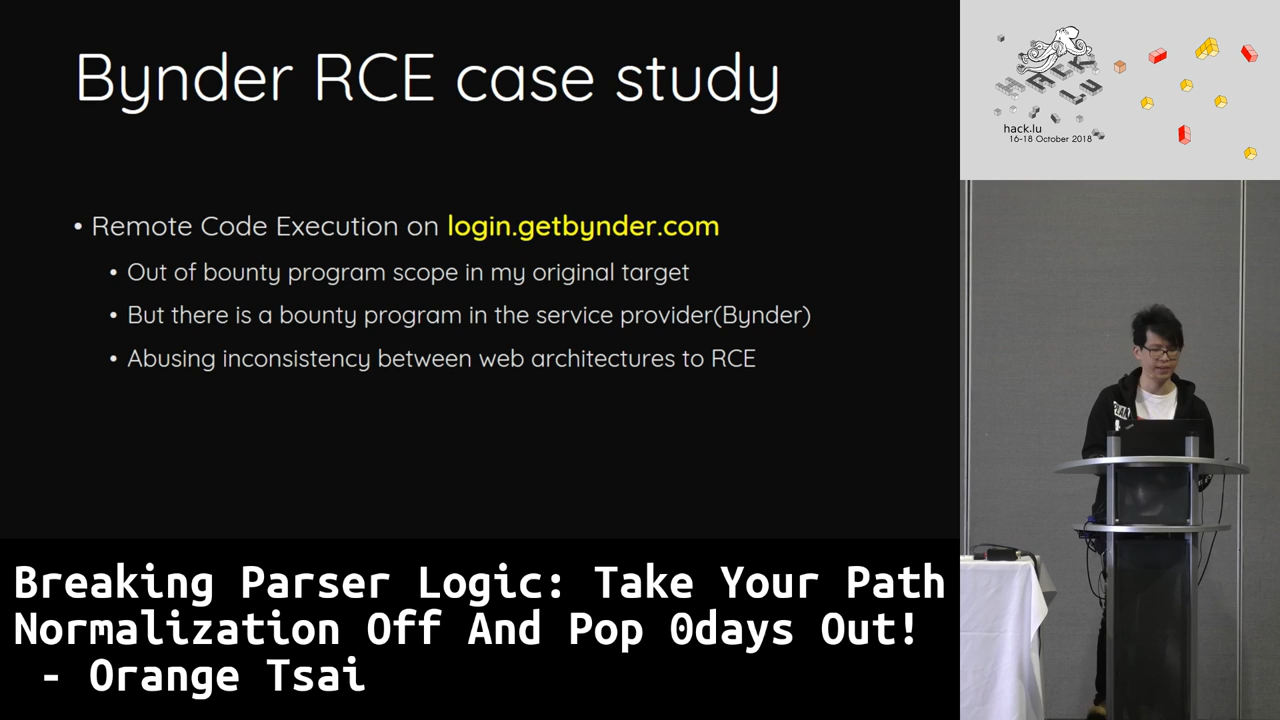 Bynder RCE case study
• Remote Code Execution on login.getbynder.com
• Out of bounty program scope in my original target
• But there is a bounty program in the service provider(Bynder)
• Abusing inconsistency between web architectures to RCE
HACK
LU
hack.lu
16-18 October 2018
Breaking Parser Logic: Take Your Path
Normalization Off And Pop 0days Out!
- Orange Tsai